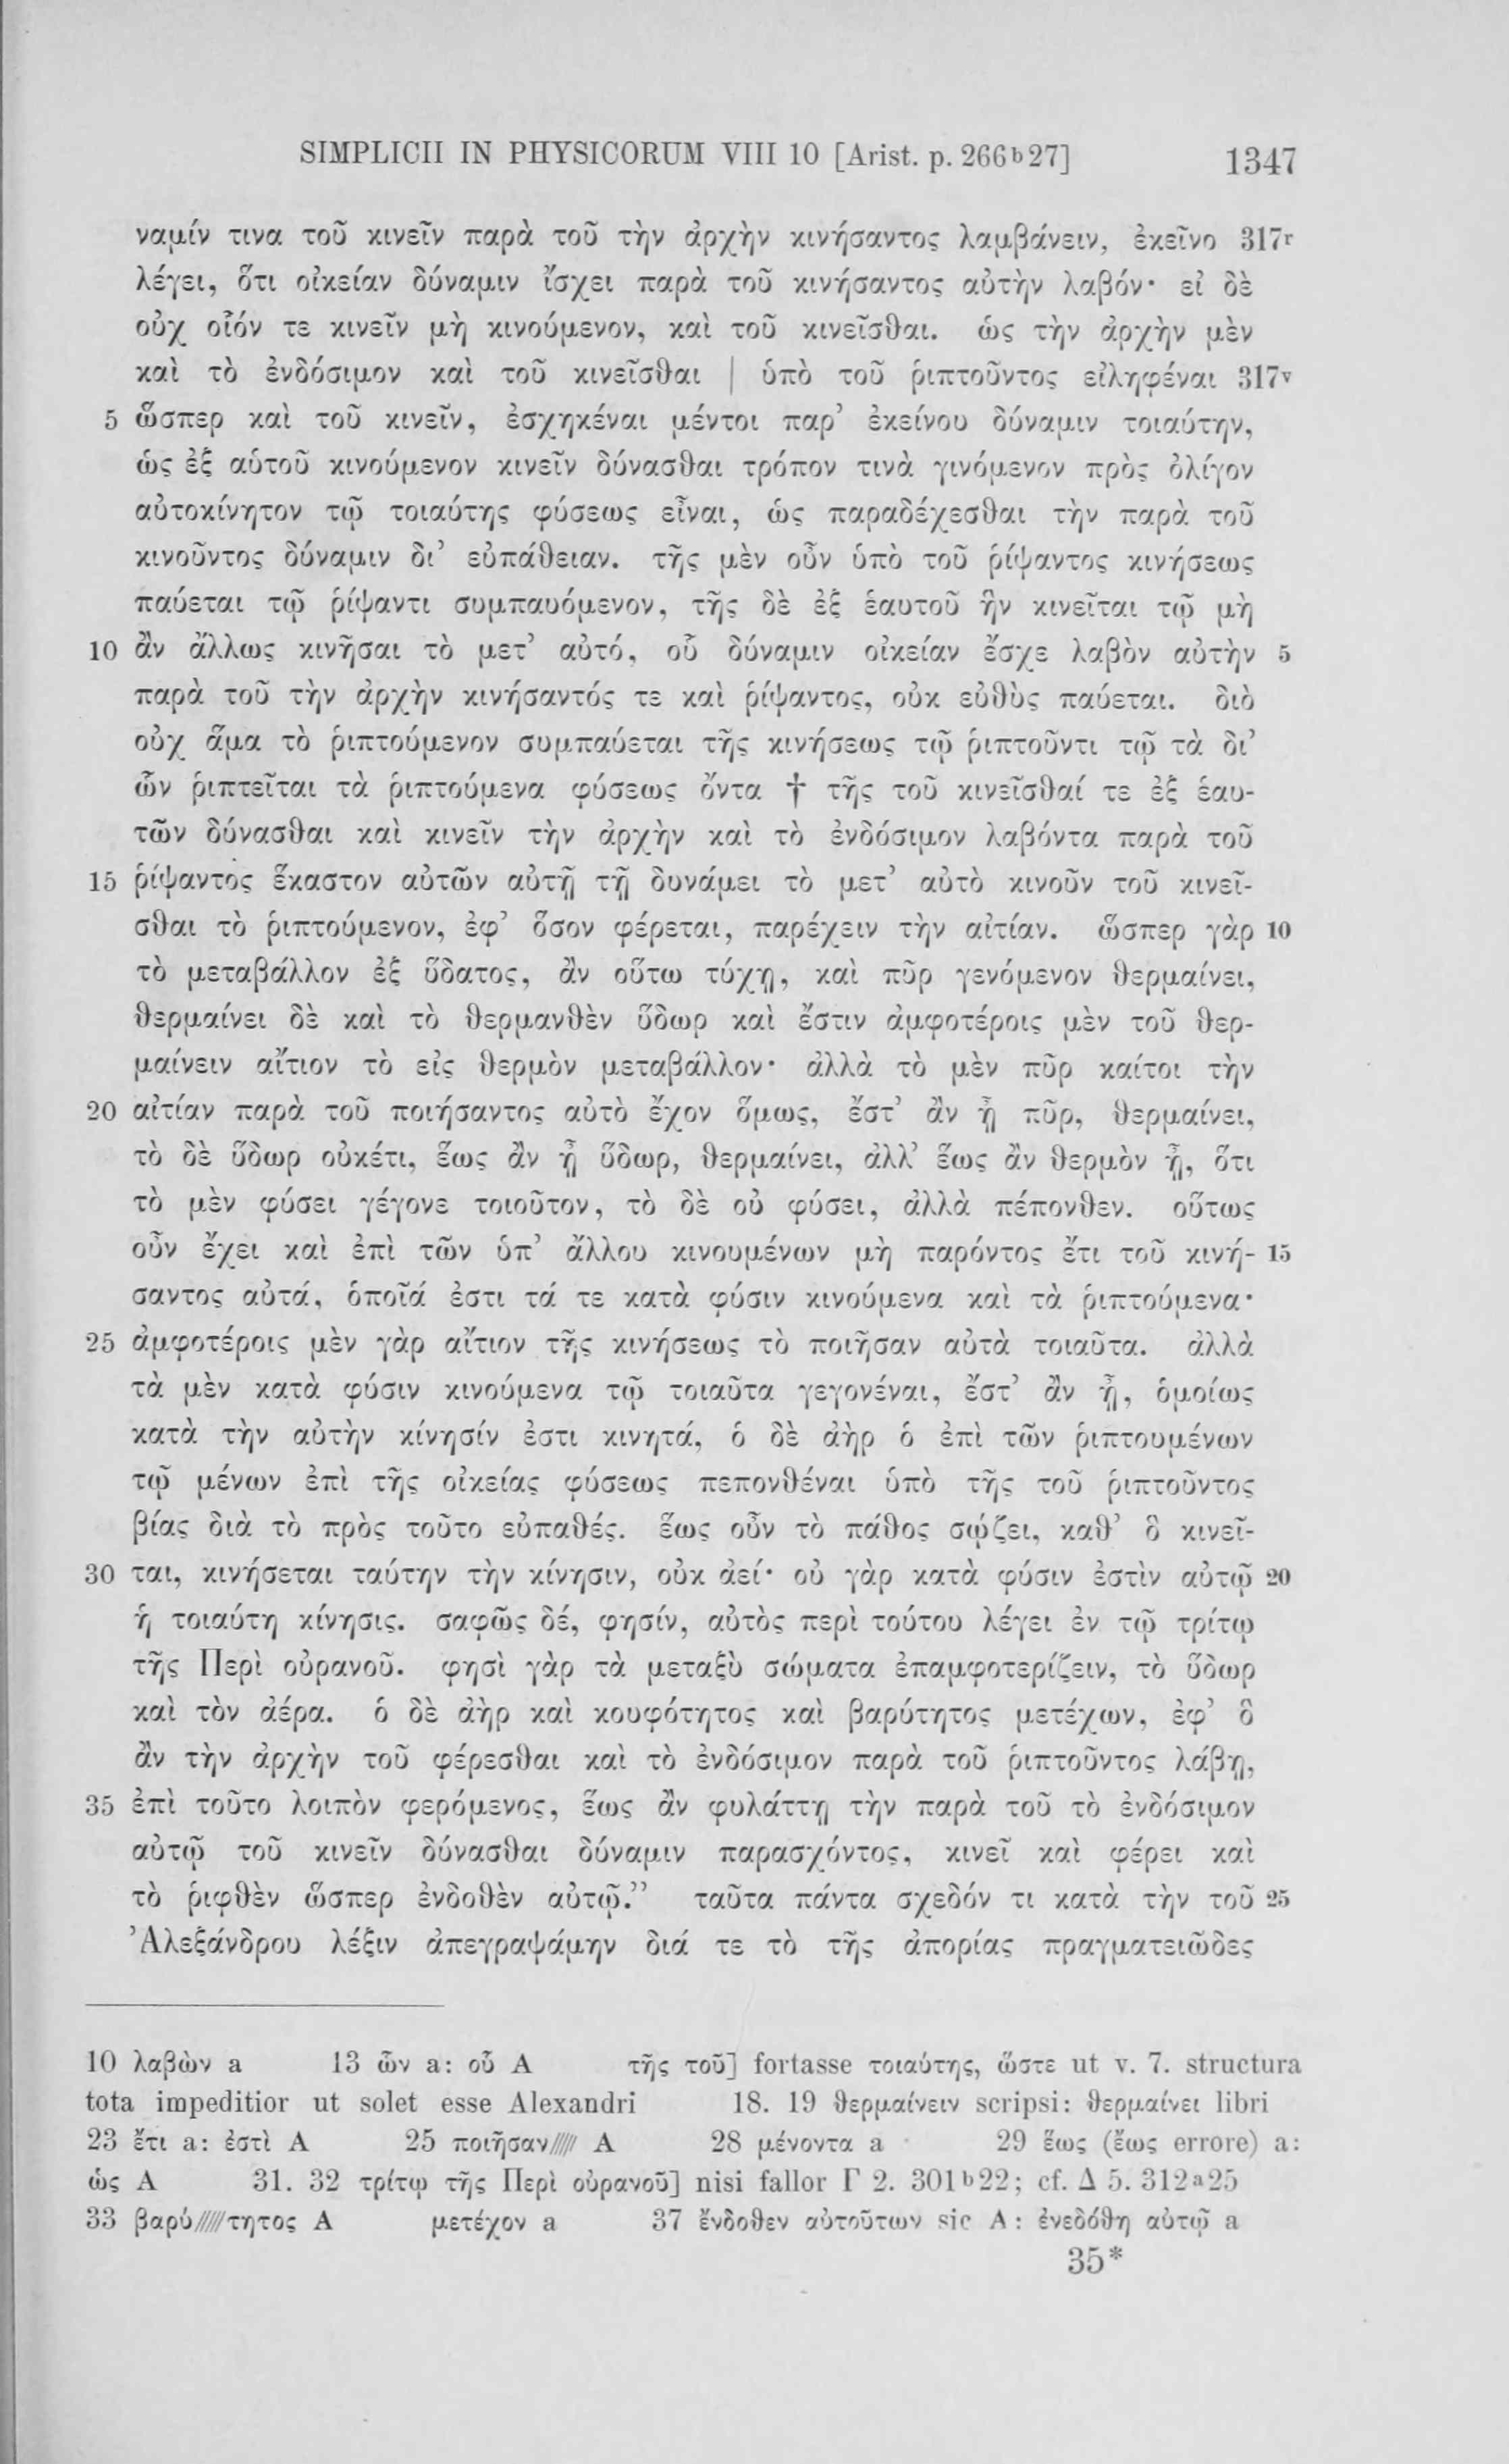 SIMPLICII IN PHYSICORUM VIII 10 [Arist. p. 266ᵇ27] 1347
ναμίν τινα τοῦ κινεῖν παρὰ τοῦ τὴν ἀρχὴν κινήσαντος λαμβάνειν, ἐκεῖνο 317ʳ
λέγει, ὅτι οἰκείαν δύναμιν ἴσχει παρὰ τοῦ κινήσαντος αὐτὴν λαβόν· εἰ δὲ
οὐχ οἷόν τε κινεῖν μὴ κινούμενον, καὶ τοῦ κινεῖσθαι. ὡς τὴν ἀρχὴν μὲν
καὶ τὸ ἐνδόσιμον καὶ τοῦ κινεῖσθαι | ὑπὸ τοῦ ῥιπτοῦντος εἰληφέναι 317ᵛ
5 ὥσπερ καὶ τοῦ κινεῖν, ἐσχηκέναι μέντοι παρ’ ἐκείνου δύναμιν τοιαύτην,
ὡς ἐξ αὑτοῦ κινούμενον κινεῖν δύνασθαι τρόπον τινὰ γινόμενον πρὸς ὀλίγον
αὐτοκίνητον τῷ τοιαύτης φύσεως εἶναι, ὡς παραδέχεσθαι τὴν παρὰ τοῦ
κινοῦντος δύναμιν δι’ εὐπάθειαν. τῆς μὲν οὖν ὑπὸ τοῦ ῥίψαντος κινήσεως
παύεται τῷ ῥίψαντι συμπαυόμενον, τῆς δὲ ἐξ ἑαυτοῦ ἣν κινεῖται τῷ μὴ
10 ἂν ἄλλως κινῆσαι τὸ μετ’ αὐτό, οὗ δύναμιν οἰκείαν ἔσχε λαβὸν αὐτὴν 5
παρὰ τοῦ τὴν ἀρχὴν κινήσαντός τε καὶ ῥίψαντος, οὐκ εὐθὺς παύεται. διὸ
οὐχ ἅμα τὸ ῥιπτούμενον συμπαύεται τῆς κινήσεως τῷ ῥιπτοῦντι τῷ τὰ δι’
ὧν ῥιπτεῖται τὰ ῥιπτούμενα φύσεως ὄντα † τῆς τοῦ κινεῖσθαί τε ἐξ ἑαυ-
τῶν δύνασθαι καὶ κινεῖν τὴν ἀρχὴν καὶ τὸ ἐνδόσιμον λαβόντα παρὰ τοῦ
15 ῥίψαντος ἕκαστον αὐτῶν αὐτῇ τῇ δυνάμει τὸ μετ’ αὐτὸ κινοῦν τοῦ κινεῖ-
σθαι τὸ ῥιπτούμενον, ἐφ’ ὅσον φέρεται, παρέχειν τὴν αἰτίαν. ὥσπερ γὰρ 10
τὸ μεταβάλλον ἐξ ὕδατος, ἂν οὕτω τύχῃ, καὶ πῦρ γενόμενον θερμαίνει,
θερμαίνει δὲ καὶ τὸ θερμανθὲν ὕδωρ καὶ ἔστιν ἀμφοτέροις μὲν τοῦ θερ-
μαίνειν αἴτιον τὸ εἰς θερμὸν μεταβάλλον· ἀλλὰ τὸ μὲν πῦρ καίτοι τὴν
20 αἰτίαν παρὰ τοῦ ποιήσαντος αὐτὸ ἔχον ὅμως, ἔστ’ ἂν ᾖ πῦρ, θερμαίνει,
τὸ δὲ ὕδωρ οὐκέτι, ἕως ἂν ᾖ ὕδωρ, θερμαίνει, ἀλλ’ ἕως ἂν θερμὸν ᾖ, ὅτι
τὸ μὲν φύσει γέγονε τοιοῦτον, τὸ δὲ οὐ φύσει, ἀλλὰ πέπονθεν. οὕτως
οὖν ἔχει καὶ ἐπὶ τῶν ὑπ’ ἄλλου κινουμένων μὴ παρόντος ἔτι τοῦ κινή- 15
σαντος αὐτά, ὁποῖά ἐστι τά τε κατὰ φύσιν κινούμενα καὶ τὰ ῥιπτούμενα·
25 ἀμφοτέροις μὲν γὰρ αἴτιον τῆς κινήσεως τὸ ποιῆσαν αὐτὰ τοιαῦτα. ἀλλὰ
τὰ μὲν κατὰ φύσιν κινούμενα τῷ τοιαῦτα γεγονέναι, ἔστ’ ἂν ᾖ, ὁμοίως
κατὰ τὴν αὐτὴν κίνησίν ἐστι κινητά, ὁ δὲ ἀὴρ ὁ ἐπὶ τῶν ῥιπτουμένων
τῷ μένων ἐπὶ τῆς οἰκείας φύσεως πεπονθέναι ὑπὸ τῆς τοῦ ῥιπτοῦντος
βίας διὰ τὸ πρὸς τοῦτο εὐπαθές. ἕως οὖν τὸ πάθος σῴζει, καθ’ ὃ κινεῖ-
30 ται, κινήσεται ταύτην τὴν κίνησιν, οὐκ ἀεί· οὐ γὰρ κατὰ φύσιν ἐστὶν αὐτῷ 20
ἡ τοιαύτη κίνησις. σαφῶς δέ, φησίν, αὐτὸς περὶ τούτου λέγει ἐν τῷ τρίτῳ
τῆς Περὶ οὐρανοῦ. φησὶ γὰρ τὰ μεταξὺ σώματα ἐπαμφοτερίζειν, τὸ ὕδωρ
καὶ τὸν ἀέρα. ὁ δὲ ἀὴρ καὶ κουφότητος καὶ βαρύτητος μετέχων, ἐφ’ ὃ
ἂν τὴν ἀρχὴν τοῦ φέρεσθαι καὶ τὸ ἐνδόσιμον παρὰ τοῦ ῥιπτοῦντος λάβῃ,
35 ἐπὶ τοῦτο λοιπὸν φερόμενος, ἕως ἂν φυλάττῃ τὴν παρὰ τοῦ τὸ ἐνδόσιμον
αὐτῷ τοῦ κινεῖν δύνασθαι δύναμιν παρασχόντος, κινεῖ καὶ φέρει καὶ
τὸ ῥιφθὲν ὥσπερ ἐνδοθὲν αὐτῷ.” ταῦτα πάντα σχεδόν τι κατὰ τὴν τοῦ 25
Ἀλεξάνδρου λέξιν ἀπεγραψάμην διά τε τὸ τῆς ἀπορίας πραγματειῶδες
10 λαβὼν a 13 ὧν a: οὗ A τῆς τοῦ] fortasse τοιαύτης, ὥστε ut v. 7. structura
tota impeditior ut solet esse Alexandri 18. 19 θερμαίνειν scripsi: θερμαίνει libri
23 ἔτι a: ἐστὶ A 25 ποιῆσαν///// A 28 μένοντα a 29 ἕως (ἔως errore) a:
ὡς A 31. 32 τρίτῳ τῆς Περὶ οὐρανοῦ] nisi fallor Γ 2. 301ᵇ22; cf. Δ 5. 312ᵃ25
33 βαρύ/////τητος A μετέχον a 37 ἔνδοθεν αὐτοῦτων sic A: ἐνεδόθη αὐτῷ a
35*